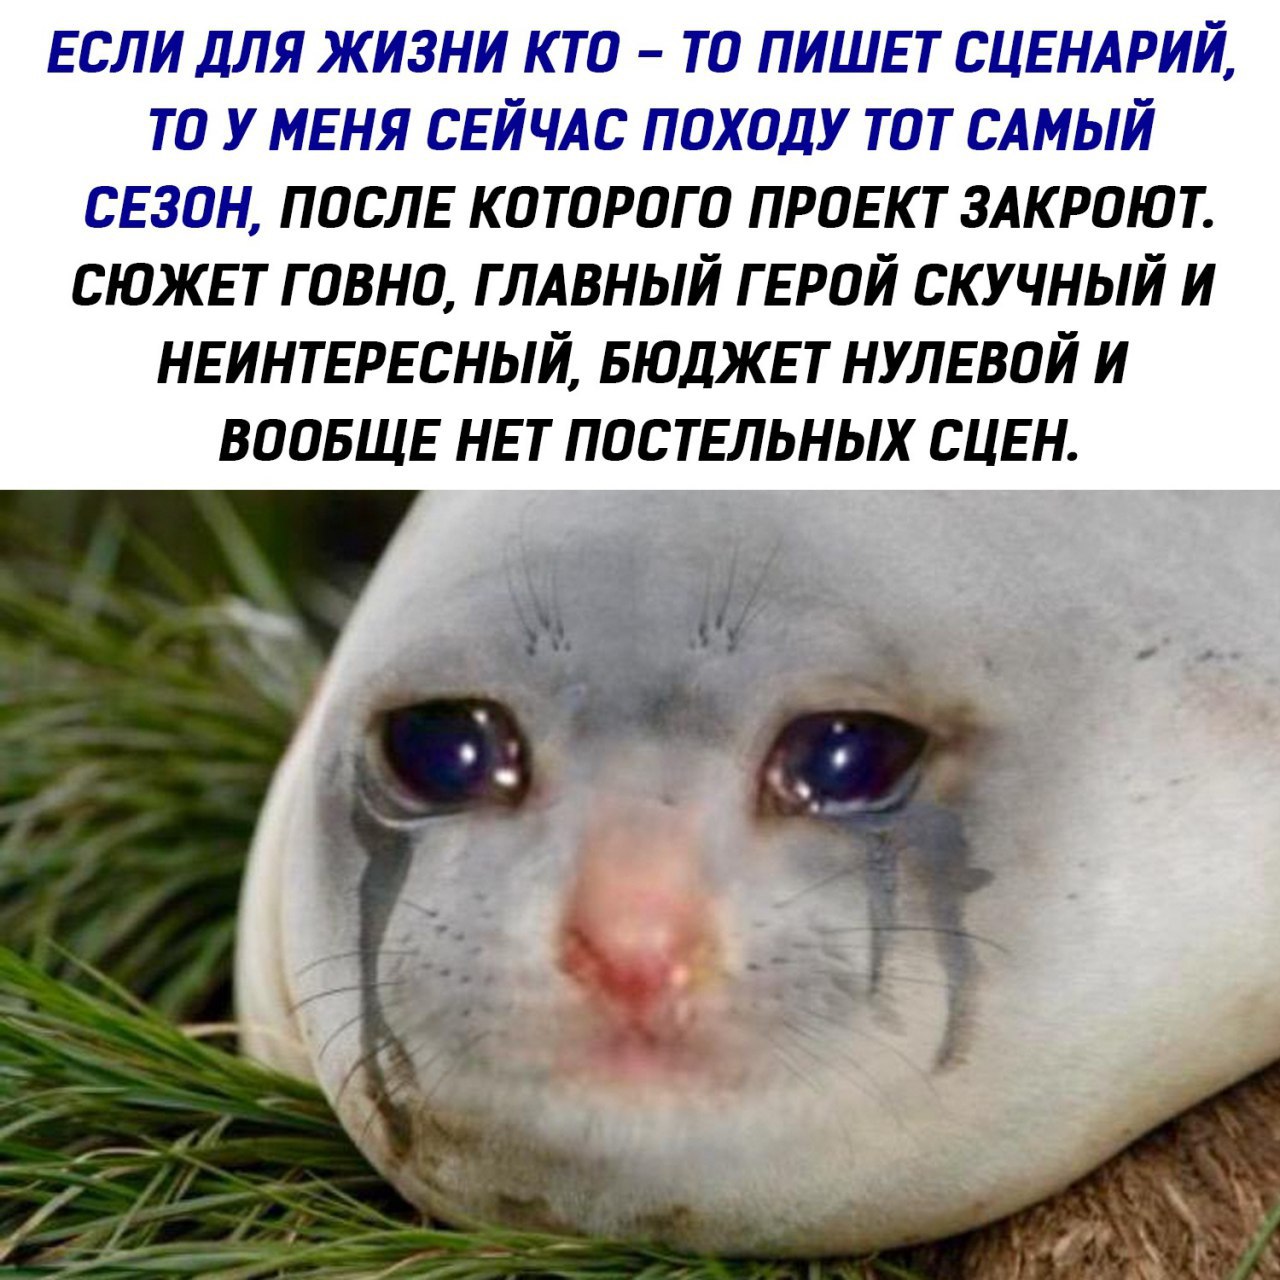 ЕСЛИ ДЛЯ ЖИЗНИ КТО – ТО ПИШЕТ СЦЕНАРИЙ,
ТО У МЕНЯ СЕЙЧАС ПОХОДУ ТОТ САМЫЙ
СЕЗОН, ПОСЛЕ КОТОРОГО ПРОЕКТ ЗАКРОЮТ.
СЮЖЕТ ГОВНО, ГЛАВНЫЙ ГЕРОЙ СКУЧНЫЙ И
НЕИНТЕРЕСНЫЙ, БЮДЖЕТ НУЛЕВОЙ И
ВООБЩЕ НЕТ ПОСТЕЛЬНЫХ СЦЕН.